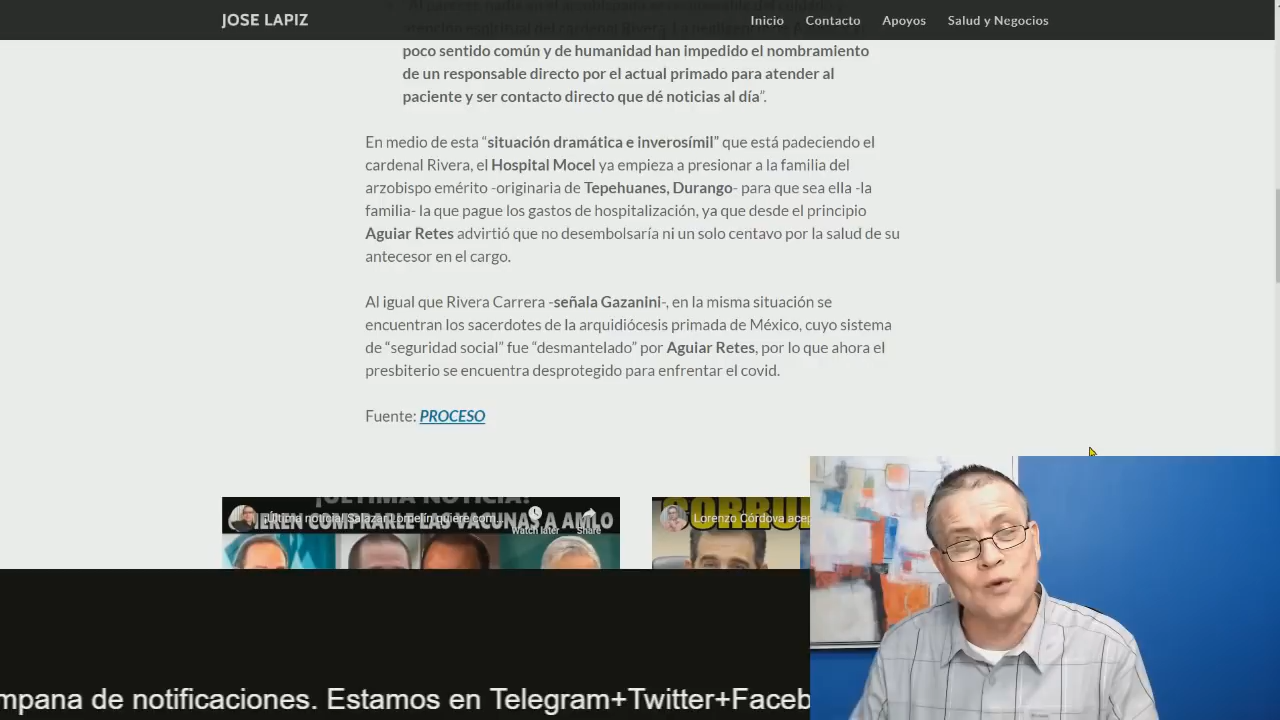 JOSE LAPIZ
Inicio Contacto Apoyos Salud y Negocios
poco sentido común y de humanidad han impedido el nombramiento
de un responsable directo por el actual primado para atender al
paciente y ser contacto directo que dé noticias al día”.
En medio de esta “situación dramática e inverosímil” que está padeciendo el
cardenal Rivera, el Hospital Mocel ya empieza a presionar a la familia del
arzobispo emérito -originaria de Tepehuanes, Durango- para que sea ella -la
familia- la que pague los gastos de hospitalización, ya que desde el principio
Aguiar Retes advirtió que no desembolsaría ni un solo centavo por la salud de su
antecesor en el cargo.
Al igual que Rivera Carrera -señala Gazanini-, en la misma situación se
encuentran los sacerdotes de la arquidiócesis primada de México, cuyo sistema
de “seguridad social” fue “desmantelado” por Aguiar Retes, por lo que ahora el
presbiterio se encuentra desprotegido para enfrentar el covid.
Fuente: PROCESO
¡ÚLTIMA NOTICIA!
¡Última noticia! Salazar Lomelín quiere com...
Watch later Share
COMPRARLE LAS VACUNAS A AMLO
CORRU
Lorenzo Córdova acep
mpana de notificaciones. Estamos en Telegram+Twitter+Faceb